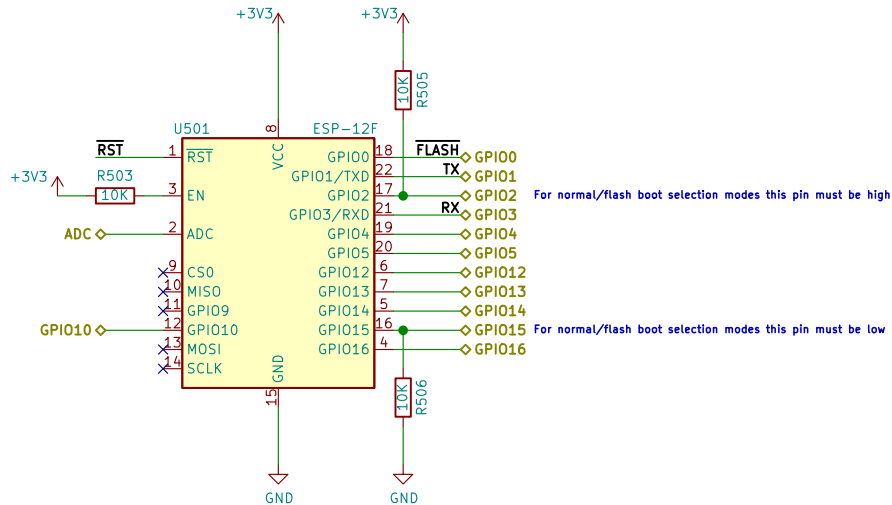 +3V3 +3V3
10K R505
U501 8 ESP-12F
RST 1 RST VCC GPIO0 18 FLASH GPIO0
GPIO1/TXD 22 TX GPIO1
+3V3 R503 10K 3 EN GPIO2 17 GPIO2 For normal/flash boot selection modes this pin must be high
GPIO3/RXD 21 RX GPIO3
ADC 2 ADC GPIO4 19 GPIO4
GPIO5 20 GPIO5
9 CS0 GPIO12 6 GPIO12
10 MISO GPIO13 7 GPIO13
11 GPIO9 GPIO14 5 GPIO14
GPIO10 12 GPIO10 GPIO15 16 GPIO15 For normal/flash boot selection modes this pin must be low
13 MOSI GPIO16 4 GPIO16
14 SCLK GND
15 10K R506
GND GND